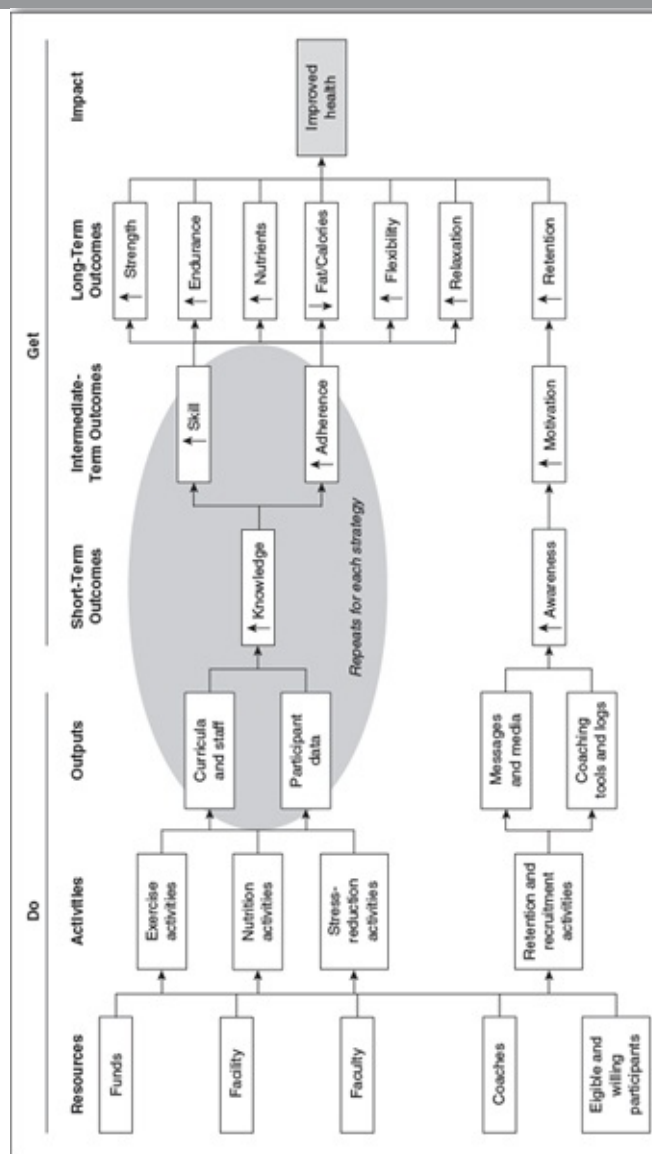 Do
Get
Resources
Activities
Outputs
Short-Term
Outcomes
Intermediate-
Term Outcomes
Long-Term
Outcomes
Impact
Funds
Facility
Faculty
Coaches
Eligible and
willing
participants
Exercise
activities
Nutrition
activities
Stress-
reduction
activities
Retention and
recruitment
activities
Curricula
and staff
Participant
data
Messages
and media
Coaching
tools and logs
↑ Knowledge
Repeats for each strategy
↑ Awareness
↑ Skill
↑ Adherence
↑ Motivation
↑ Strength
↑ Endurance
↑ Nutrients
↓ Fat/Calories
↑ Flexibility
↑ Relaxation
↑ Retention
Improved
health